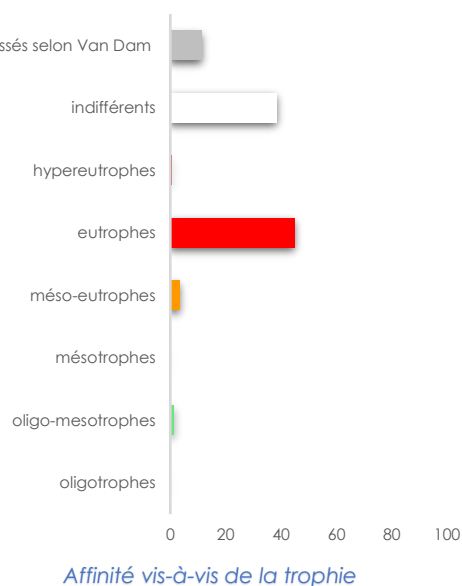 selon Van Dam
indifférents
hypereutrophes
eutrophes
méso-eutrophes
mésotrophes
oligo-mesotrophes
oligotrophes
0 20 40 60 80 100
Affinité vis-à-vis de la trophie